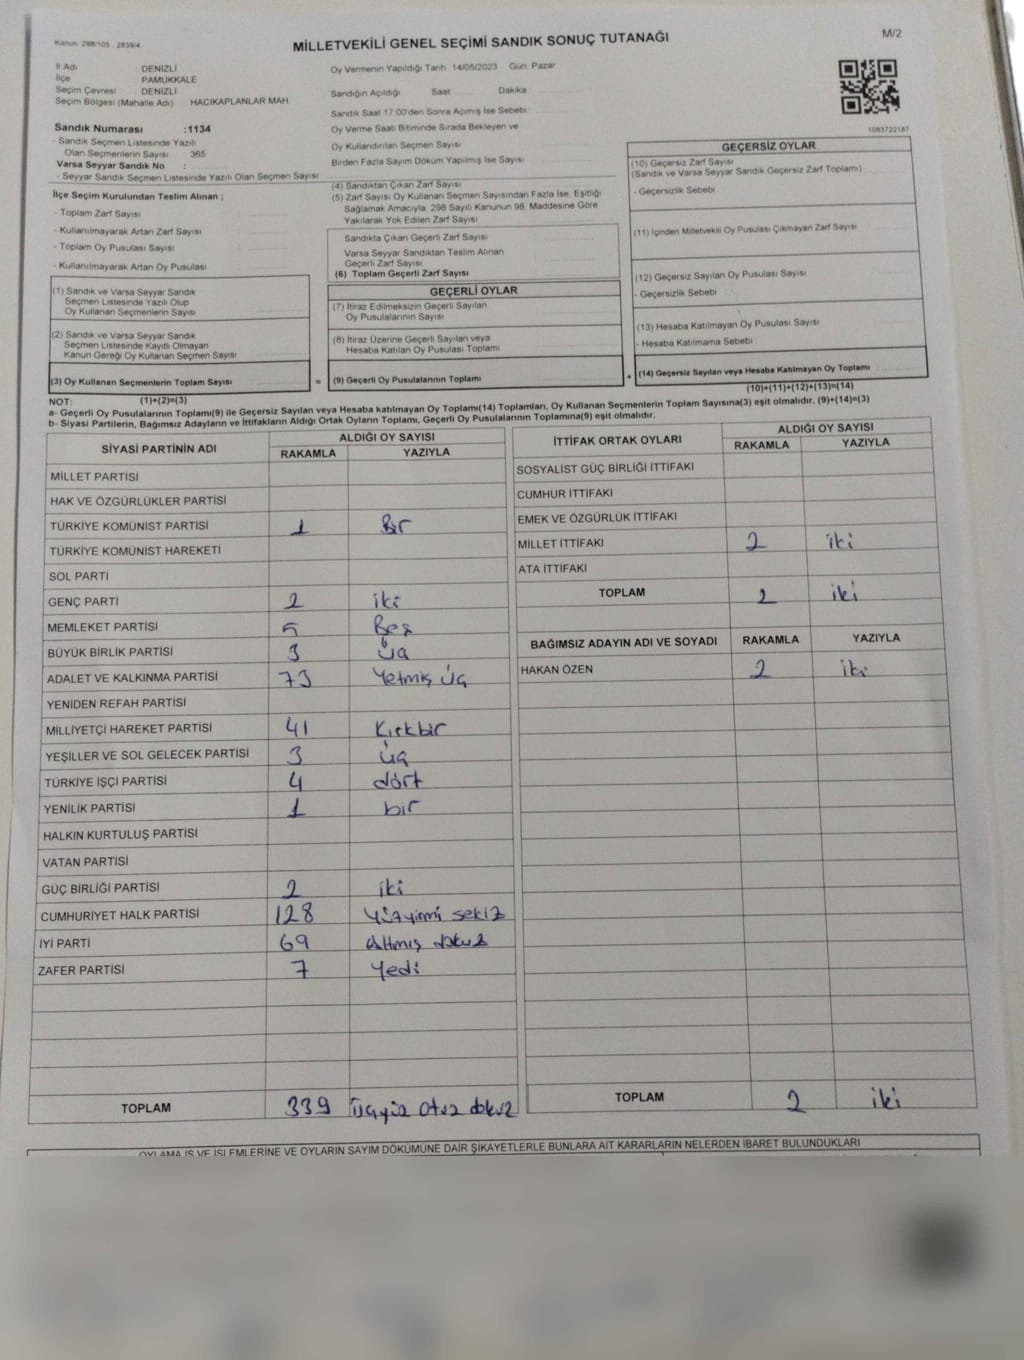 Kanun: 298/105 , 2839/4
MİLLETVEKİLİ GENEL SEÇİMİ SANDIK SONUÇ TUTANAĞI
M/2
İl Adı : DENİZLİ
İlçe : PAMUKKALE
Seçim Çevresi : DENİZLİ
Seçim Bölgesi (Mahalle Adı) : HACIKAPLANLAR MAH.
Sandık Numarası :1134
- Sandık Seçmen Listesinde Yazılı
Olan Seçmenlerin Sayısı : 365
Varsa Seyyar Sandık No :
- Seyyar Sandık Seçmen Listesinde Yazılı Olan Seçmen Sayısı
İlçe Seçim Kurulundan Teslim Alınan ;
- Toplam Zarf Sayısı
- Kullanılmayarak Artan Zarf Sayısı
- Toplam Oy Pusulası Sayısı
- Kullanılmayarak Artan Oy Pusulası
(1) Sandık ve Varsa Seyyar Sandık
Seçmen Listesinde Yazılı Olup
Oy Kullanan Seçmenlerin Sayısı
(2) Sandık ve Varsa Seyyar Sandık
Seçmen Listesinde Kayıtlı Olmayan
Kanun Gereği Oy Kullanan Seçmen Sayısı
(3) Oy Kullanan Seçmenlerin Toplam Sayısı
Oy Vermenin Yapıldığı Tarih 14/05/2023 Gün: Pazar
Sandığın Açıldığı Saat: Dakika
Sandık Saat 17.00'den Sonra Açımış İse Sebebi
Oy Verme Saati Bitiminde Sırada Bekleyen ve
Oy Kullandırılan Seçmen Sayısı
Birden Fazla Sayım Döküm Yapılmış İse Sayısı
(4) Sandıktan Çıkan Zarf Sayısı
(5) Zarf Sayısı Oy Kullanan Seçmen Sayısından Fazla İse, Eşitliği
Sağlamak Amacıyla; 298 Sayılı Kanunun 98. Maddesine Göre
Yakılarak Yok Edilen Zarf Sayısı
Sandıkta Çıkan Geçerli Zarf Sayısı
Varsa Seyyar Sandıktan Teslim Alınan
Geçerli Zarf Sayısı
(6) Toplam Geçerli Zarf Sayısı
GEÇERLİ OYLAR
(7) İtiraz Edilmeksizin Geçerli Sayılan
Oy Pusulalarının Sayısı
(8) İtiraz Üzerine Geçerli Sayılan veya
Hesaba Katılan Oy Pusulası Toplamı
= (9) Geçerli Oy Pusulalarının Toplamı
1083722187
GEÇERSİZ OYLAR
(10) Geçersiz Zarf Sayısı
(Sandık ve Varsa Seyyar Sandık Geçersiz Zarf Toplamı)
- Geçersizlik Sebebi
(11) İçinden Milletvekili Oy Pusulası Çıkmayan Zarf Sayısı
(12) Geçersiz Sayılan Oy Pusulası Sayısı
- Geçersizlik Sebebi
(13) Hesaba Katılmayan Oy Pusulası Sayısı
- Hesaba Katılmama Sebebi
+ (14) Geçersiz Sayılan veya Hesaba Katılmayan Oy Toplamı
NOT: (1)+(2)=(3) (10)+(11)+(12)+(13)=(14)
a- Geçerli Oy Pusulalarının Toplamı(9) ile Geçersiz Sayılan veya Hesaba katılmayan Oy Toplamı(14) Toplamları, Oy Kullanan Seçmenlerin Toplam Sayısına(3) eşit olmalıdır. (9)+(14)=(3)
b- Siyasi Partilerin, Bağımsız Adayların ve İttifakların Aldığı Ortak Oyların Toplamı, Geçerli Oy Pusulalarının Toplamına(9) eşit olmalıdır.
SİYASİ PARTİNİN ADI ALDIĞI OY SAYISI
RAKAMLA YAZIYLA
MİLLET PARTİSİ
HAK VE ÖZGÜRLÜKLER PARTİSİ
TÜRKİYE KOMÜNİST PARTİSİ 1 Bir
TÜRKİYE KOMÜNİST HAREKETİ
SOL PARTİ
GENÇ PARTİ 2 iki
MEMLEKET PARTİSİ 5 Beş
BÜYÜK BİRLİK PARTİSİ 3 üç
ADALET VE KALKINMA PARTİSİ 73 Yetmiş üç
YENİDEN REFAH PARTİSİ
MİLLİYETÇİ HAREKET PARTİSİ 41 Kırkbir
YEŞİLLER VE SOL GELECEK PARTİSİ 3 üç
TÜRKİYE İŞÇİ PARTİSİ 4 dört
YENİLİK PARTİSİ 1 bir
HALKIN KURTULUŞ PARTİSİ
VATAN PARTİSİ
GÜÇ BİRLİĞİ PARTİSİ 2 iki
CUMHURİYET HALK PARTİSİ 128 Yüzyirmi sekiz
İYİ PARTİ 69 Altmış dokuz
ZAFER PARTİSİ 7 Yedi
TOPLAM 339 Üçyüz otuz dokuz
İTTİFAK ORTAK OYLARI ALDIĞI OY SAYISI
RAKAMLA YAZIYLA
SOSYALİST GÜÇ BİRLİĞİ İTTİFAKI
CUMHUR İTTİFAKI
EMEK VE ÖZGÜRLÜK İTTİFAKI
MİLLET İTTİFAKI 2 iki
ATA İTTİFAKI
TOPLAM 2 iki
BAĞIMSIZ ADAYIN ADI VE SOYADI RAKAMLA YAZIYLA
HAKAN ÖZEN 2 iki
TOPLAM 2 iki
OYLAMA İŞ VE İŞLEMLERİNE VE OYLARIN SAYIM DÖKÜMÜNE DAİR ŞİKAYETLERLE BUNLARA AİT KARARLARIN NELERDEN İBARET BULUNDUKLARI